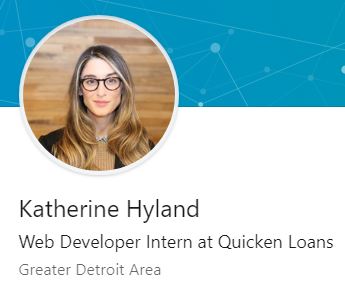 Katherine Hyland
Web Developer Intern at Quicken Loans
Greater Detroit Area